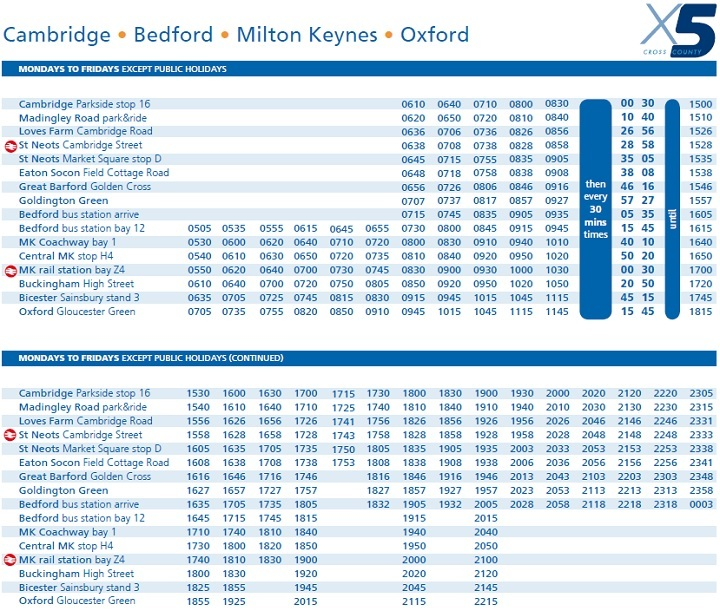 Cambridge • Bedford • Milton Keynes • Oxford
X5
CROSS COUNTY
MONDAYS TO FRIDAYS EXCEPT PUBLIC HOLIDAYS
Cambridge Parkside stop 16 0610 0640 0710 0800 0830 00 30 1500
Madingley Road park&ride 0620 0650 0720 0810 0840 10 40 1510
Loves Farm Cambridge Road 0636 0706 0736 0826 0856 26 56 1526
St Neots Cambridge Street 0638 0708 0738 0828 0858 28 58 1528
St Neots Market Square stop D 0645 0715 0755 0835 0905 35 05 1535
Eaton Socon Field Cottage Road 0648 0718 0758 0838 0908 38 08 1538
Great Barford Golden Cross 0656 0726 0806 0846 0916 46 16 1546
Goldington Green 0707 0737 0817 0857 0927 57 27 1557
Bedford bus station arrive 0715 0745 0835 0905 0935 05 35 1605
Bedford bus station bay 12 0505 0535 0555 0615 0645 0655 0730 0800 0845 0915 0945 15 45 1615
MK Coachway bay 1 0530 0600 0620 0640 0710 0720 0800 0830 0910 0940 1010 40 10 1640
Central MK stop H4 0540 0610 0630 0650 0720 0735 0810 0840 0920 0950 1020 50 20 1650
MK rail station bay Z4 0550 0620 0640 0700 0730 0745 0830 0900 0930 1000 1030 00 30 1700
Buckingham High Street 0610 0640 0700 0720 0750 0805 0850 0920 0950 1020 1050 20 50 1720
Bicester Sainsbury stand 3 0635 0705 0725 0745 0815 0830 0915 0945 1015 1045 1115 45 15 1745
Oxford Gloucester Green 0705 0735 0755 0820 0850 0910 0945 1015 1045 1115 1145 15 45 1815
then
every
30
mins
times
until
MONDAYS TO FRIDAYS EXCEPT PUBLIC HOLIDAYS (CONTINUED)
Cambridge Parkside stop 16 1530 1600 1630 1700 1715 1730 1800 1830 1900 1930 2000 2020 2120 2220 2305
Madingley Road park&ride 1540 1610 1640 1710 1725 1740 1810 1840 1910 1940 2010 2030 2130 2230 2315
Loves Farm Cambridge Road 1556 1626 1656 1726 1741 1756 1826 1856 1926 1956 2026 2046 2146 2246 2331
St Neots Cambridge Street 1558 1628 1658 1728 1743 1758 1828 1858 1928 1958 2028 2048 2148 2248 2333
St Neots Market Square stop D 1605 1635 1705 1735 1750 1805 1835 1905 1935 2003 2033 2053 2153 2253 2338
Eaton Socon Field Cottage Road 1608 1638 1708 1738 1753 1808 1838 1908 1938 2006 2036 2056 2156 2256 2341
Great Barford Golden Cross 1616 1646 1716 1746 1816 1846 1916 1946 2013 2043 2103 2203 2303 2348
Goldington Green 1627 1657 1727 1757 1827 1857 1927 1957 2023 2053 2113 2213 2313 2358
Bedford bus station arrive 1635 1705 1735 1805 1832 1905 1932 2005 2028 2058 2118 2218 2318 0003
Bedford bus station bay 12 1645 1715 1745 1815 1915 2015
MK Coachway bay 1 1710 1740 1810 1840 1940 2040
Central MK stop H4 1730 1800 1820 1850 1950 2050
MK rail station bay Z4 1740 1810 1830 1900 2000 2100
Buckingham High Street 1800 1830 1920 2020 2120
Bicester Sainsbury stand 3 1825 1855 1945 2045 2145
Oxford Gloucester Green 1855 1925 2015 2115 2215